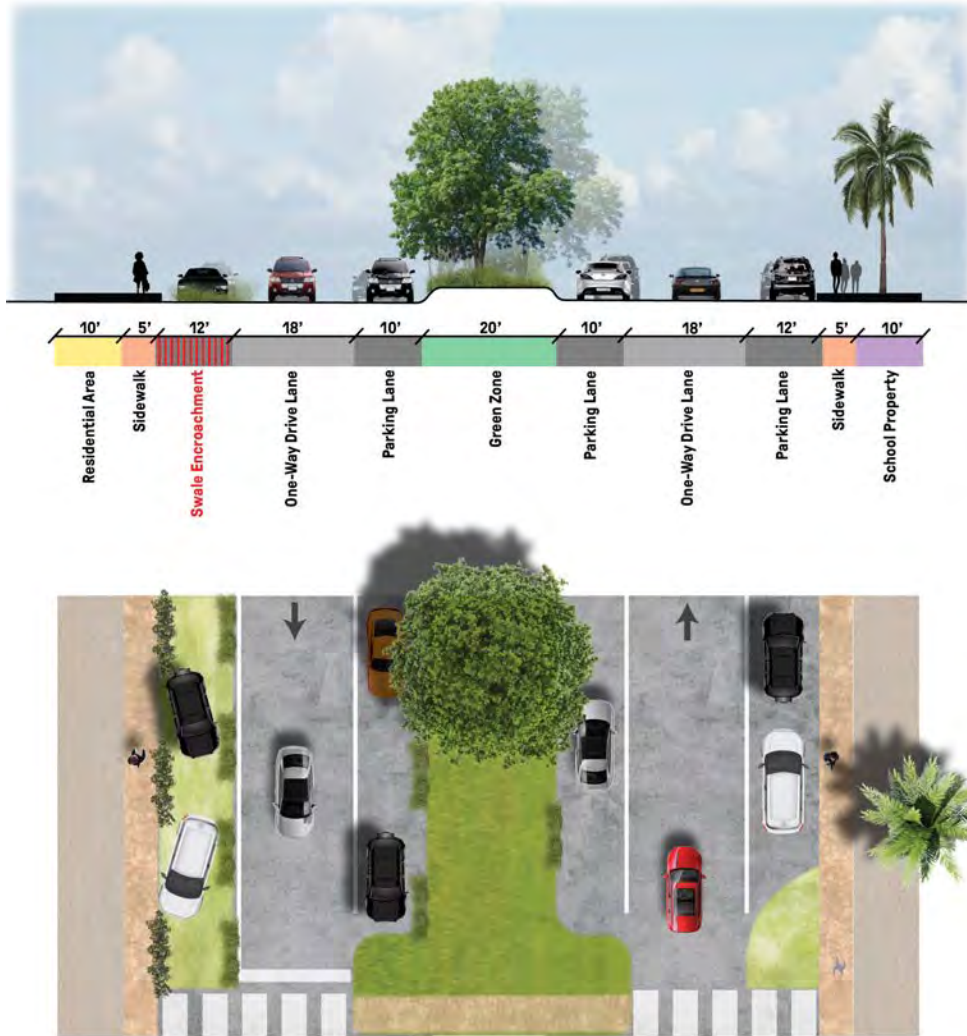 10' 5' 12' 18' 10' 20' 10' 18' 12' 5' 10'
Residential Area
Sidewalk
Swale Encroachment
One-Way Drive Lane
Parking Lane
Green Zone
Parking Lane
One-Way Drive Lane
Parking Lane
Sidewalk
School Property